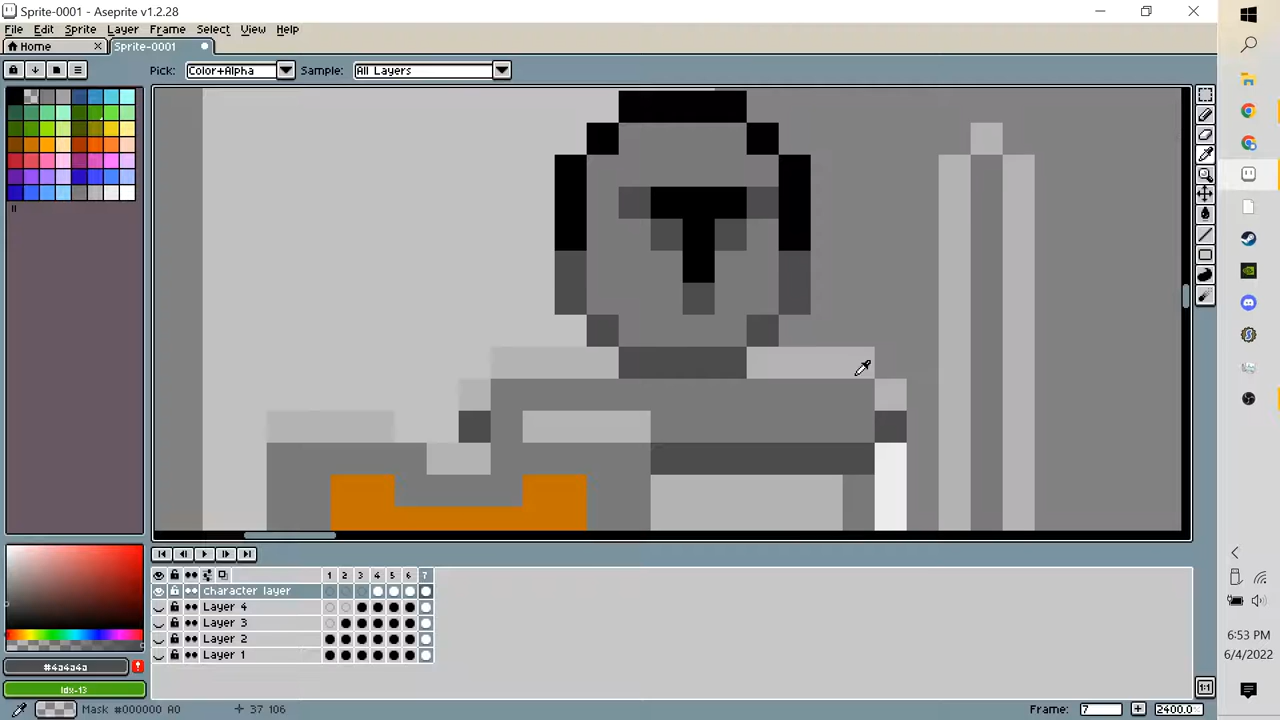 Sprite-0001 - Aseprite v1.2.28
File Edit Sprite Layer Frame Select View Help
Home Sprite-0001
Pick: Color+Alpha Sample: All Layers
1 2 3 4 5 6 7
character layer
Layer 4
Layer 3
Layer 2
Layer 1
#4a4a4a
Idx-13
Mask #000000 A0 37 106 Frame: 7 2400.0%
1:1
6:53 PM
6/4/2022